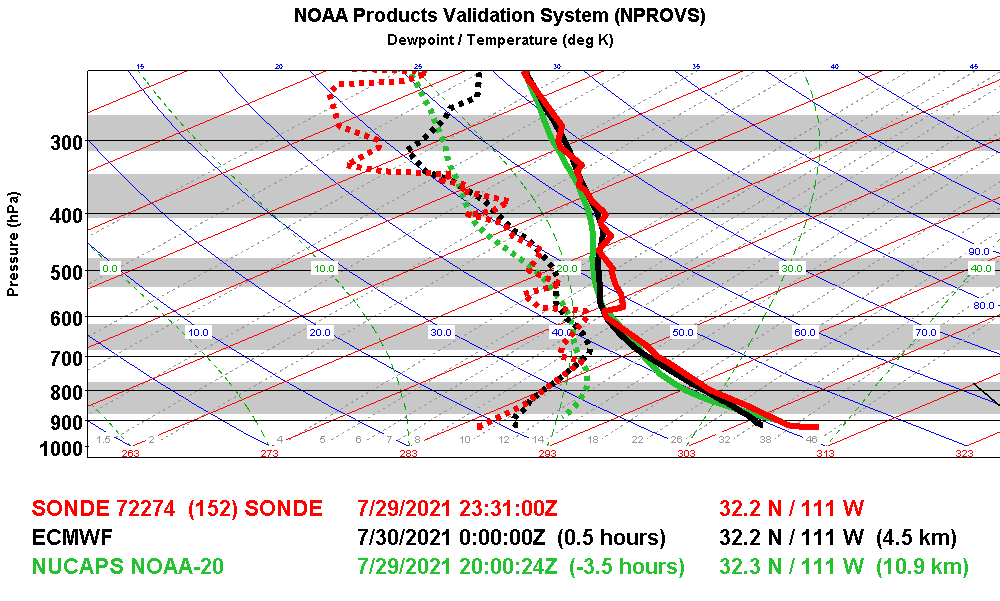 NOAA Products Validation System (NPROVS)
Dewpoint / Temperature (deg K)
15 20 25 30 35 40 45
Pressure (hPa)
300
400
90.0
500 0.0 10.0 20.0 30.0 40.0
80.0
600
10.0 20.0 30.0 40.0 50.0 60.0 70.0
700
800
900
1.5 2 4 5 6 7 8 10 12 14 18 22 26 32 38 46
1000
263 273 283 293 303 313 323
SONDE 72274 (152) SONDE 7/29/2021 23:31:00Z 32.2 N / 111 W
ECMWF 7/30/2021 0:00:00Z (0.5 hours) 32.2 N / 111 W (4.5 km)
NUCAPS NOAA-20 7/29/2021 20:00:24Z (-3.5 hours) 32.3 N / 111 W (10.9 km)